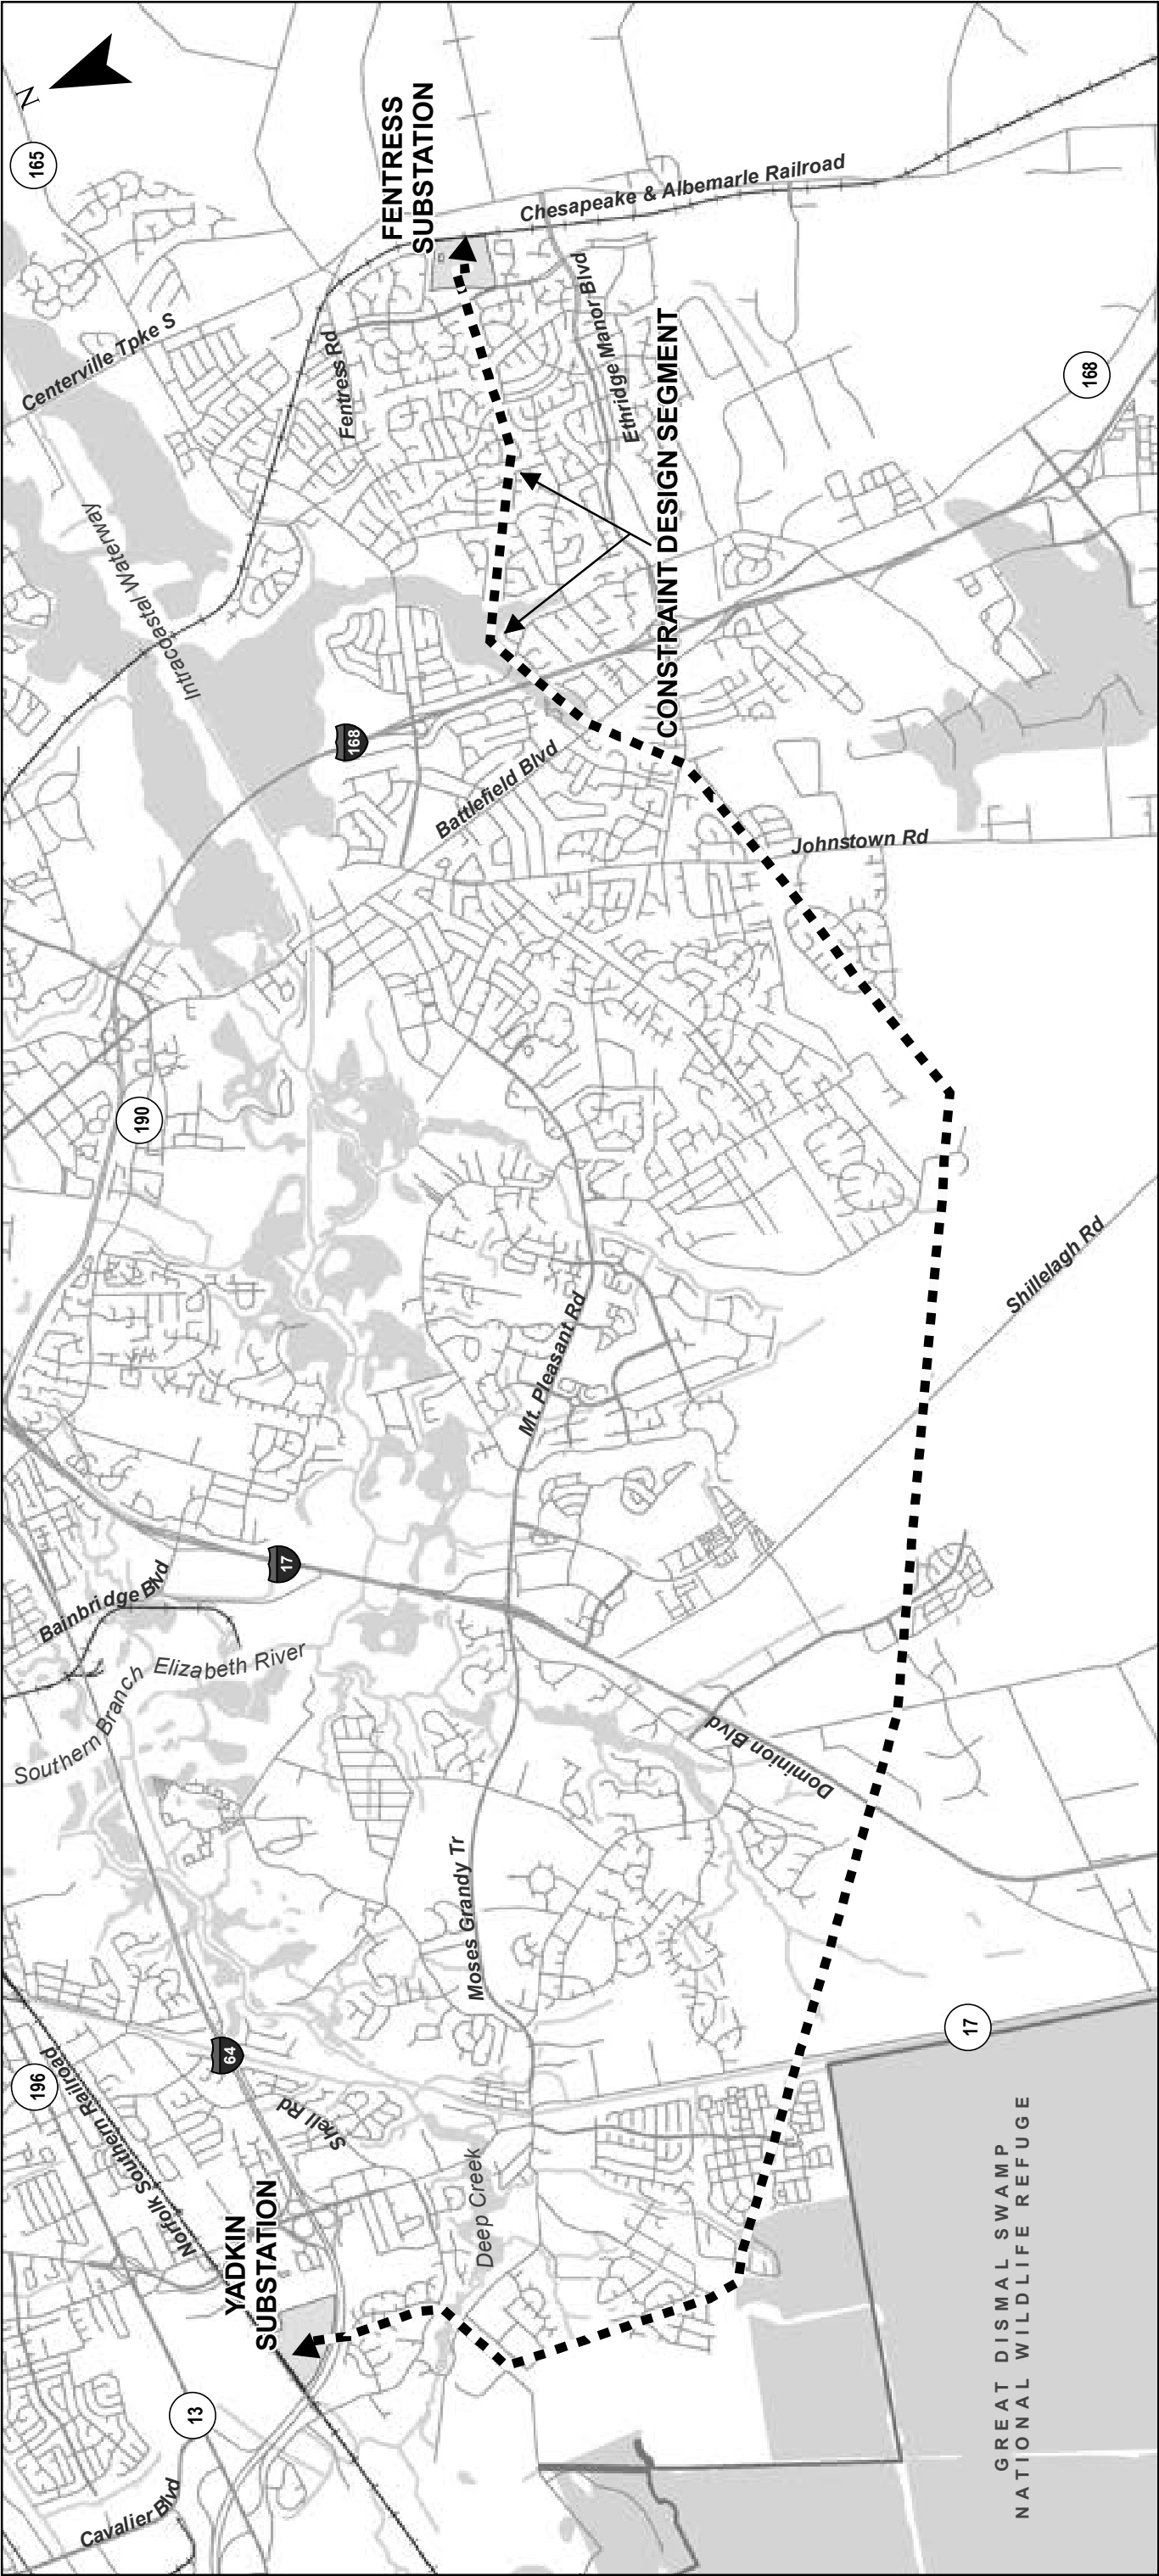 N
165
FENTRESS
SUBSTATION
Chesapeake & Albemarle Railroad
Centerville Tpke S
Fentress Rd
Ethridge Manor Blvd
CONSTRAINT DESIGN SEGMENT
168
Intracoastal Waterway
168
Battlefield Blvd
Johnstown Rd
190
Shillelagh Rd
Mt. Pleasant Rd
17
Bainbridge Blvd
Southern Branch Elizabeth River
Dominion Blvd
Moses Grandy Tr
17
64
196
Norfolk Southern Railroad
Shell Rd
Deep Creek
YADKIN
SUBSTATION
13
Cavalier Blvd
GREAT DISMAL SWAMP
NATIONAL WILDLIFE REFUGE